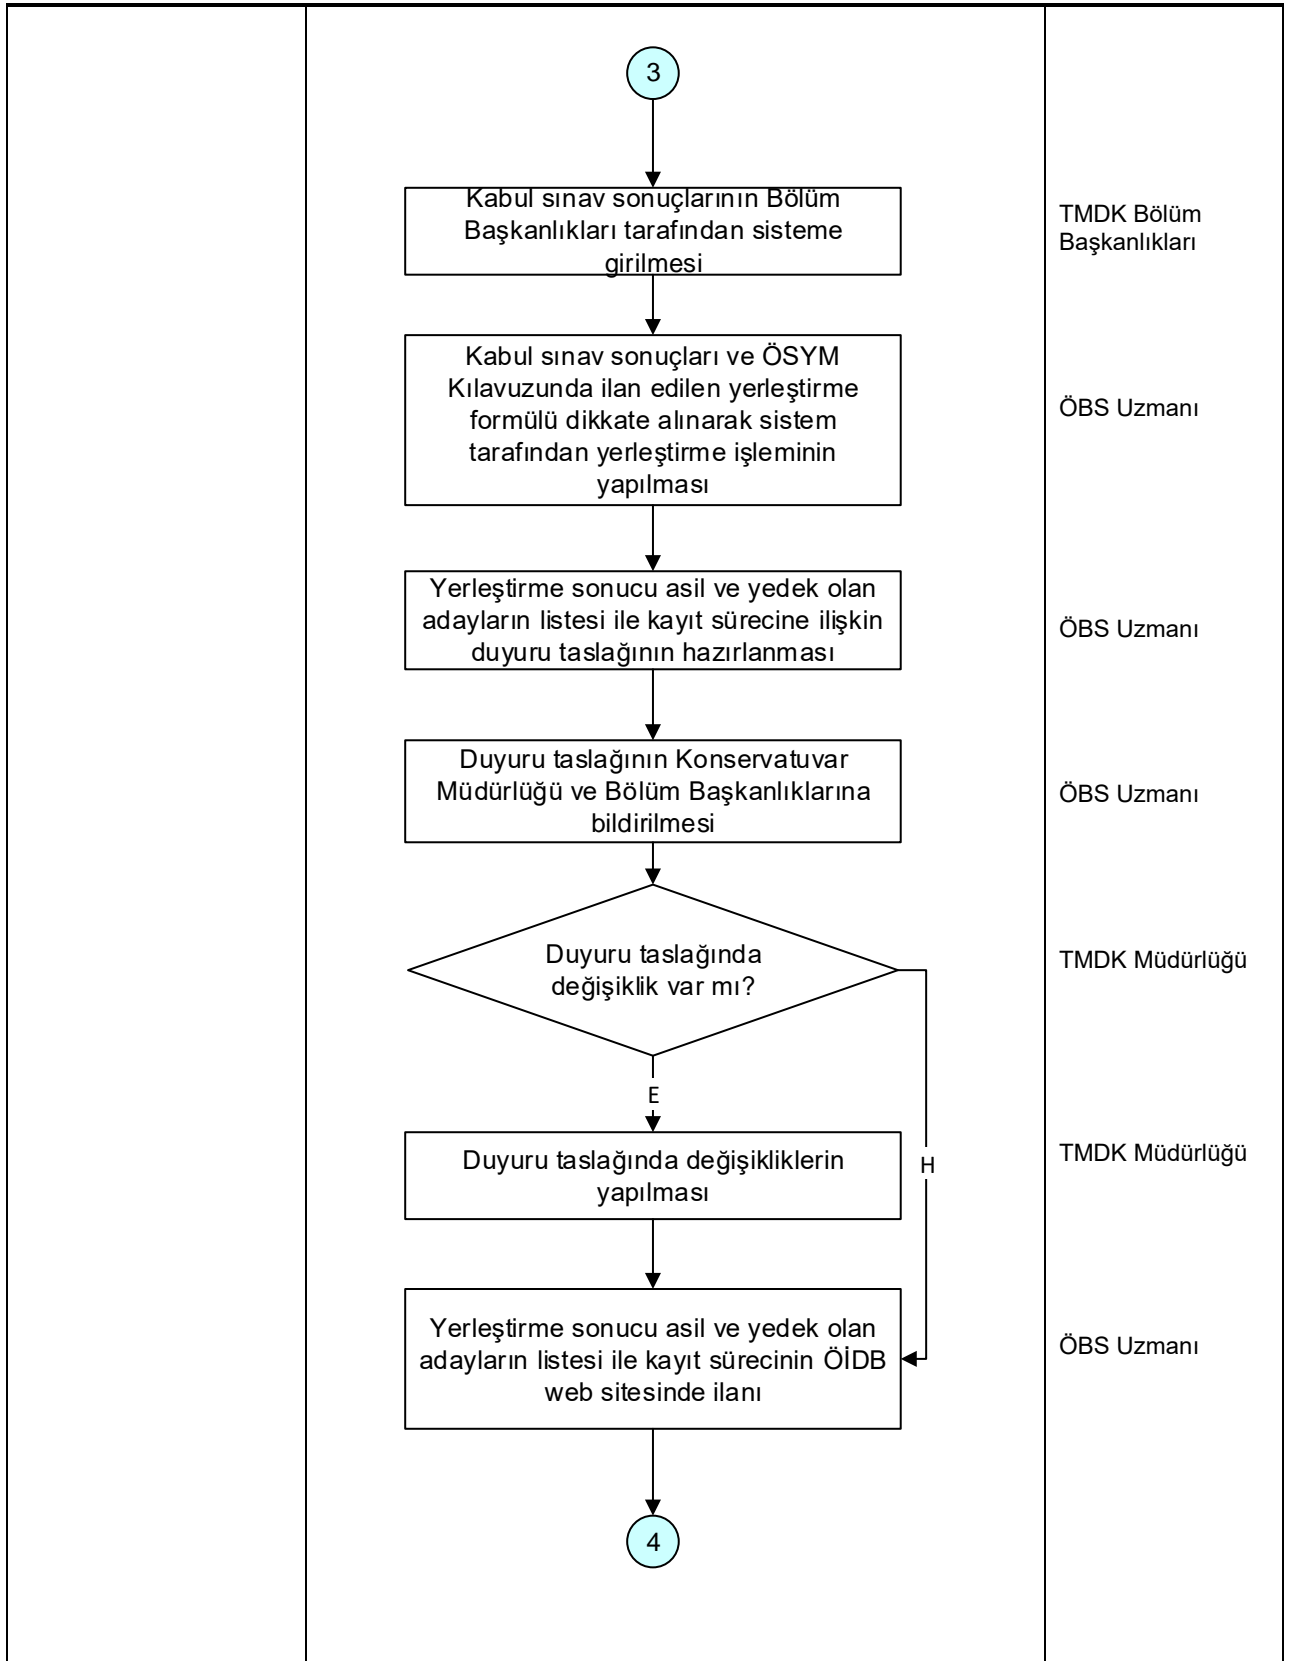 3
Kabul sınav sonuçlarının Bölüm
Başkanlıkları tarafından sisteme
girilmesi
TMDK Bölüm
Başkanlıkları
Kabul sınav sonuçları ve ÖSYM
Kılavuzunda ilan edilen yerleştirme
formülü dikkate alınarak sistem
tarafından yerleştirme işleminin
yapılması
ÖBS Uzmanı
Yerleştirme sonucu asil ve yedek olan
adayların listesi ile kayıt sürecine ilişkin
duyuru taslağının hazırlanması
ÖBS Uzmanı
Duyuru taslağının Konservatuvar
Müdürlüğü ve Bölüm Başkanlıklarına
bildirilmesi
ÖBS Uzmanı
Duyuru taslağında
değişiklik var mı?
TMDK Müdürlüğü
E
Duyuru taslağında değişikliklerin
yapılması
H
TMDK Müdürlüğü
Yerleştirme sonucu asil ve yedek olan
adayların listesi ile kayıt sürecinin ÖİDB
web sitesinde ilanı
ÖBS Uzmanı
4